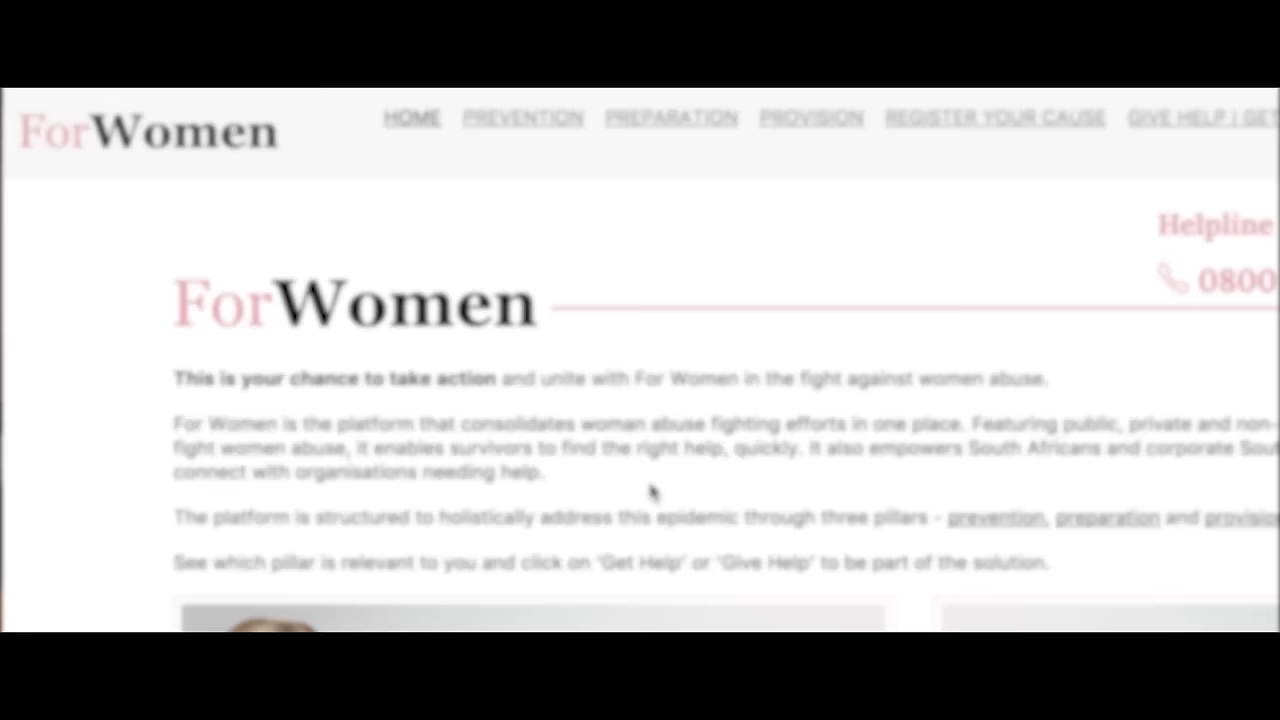 ForWomen
HOME PREVENTION PREPARATION PROVISION REGISTER YOUR CAUSE GIVE HELP | GET
Helpline
0800
ForWomen
This is your chance to take action and unite with For Women in the fight against women abuse.
For Women is the platform that consolidates woman abuse fighting efforts in one place. Featuring public, private and non-
fight women abuse, it enables survivors to find the right help, quickly. It also empowers South Africans and corporate Sou
connect with organisations needing help.
The platform is structured to holistically address this epidemic through three pillars - prevention, preparation and provisio
See which pillar is relevant to you and click on 'Get Help' or 'Give Help' to be part of the solution.